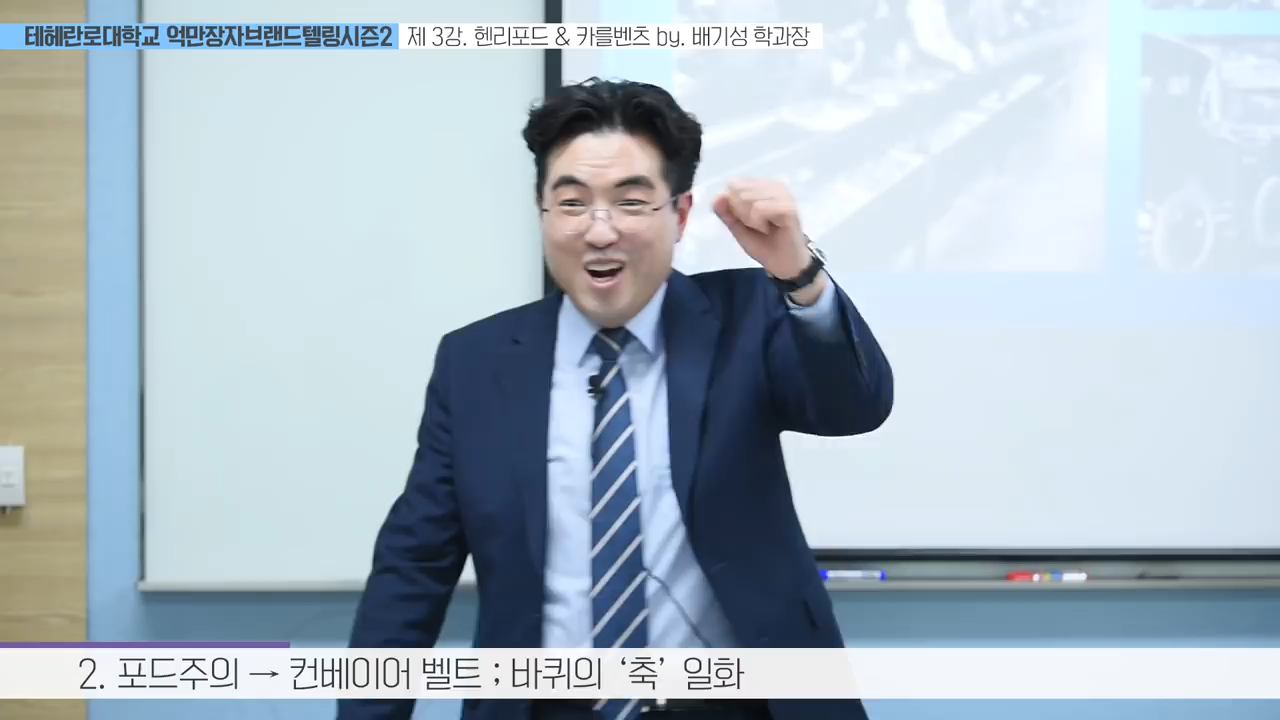 테헤란로대학교 억만장자브랜드텔링시즌2 제 3강. 헨리포드 & 카를벤츠 by. 배기성 학과장
2. 포드주의 → 컨베이어 벨트 ; 바퀴의 ‘축’ 일화